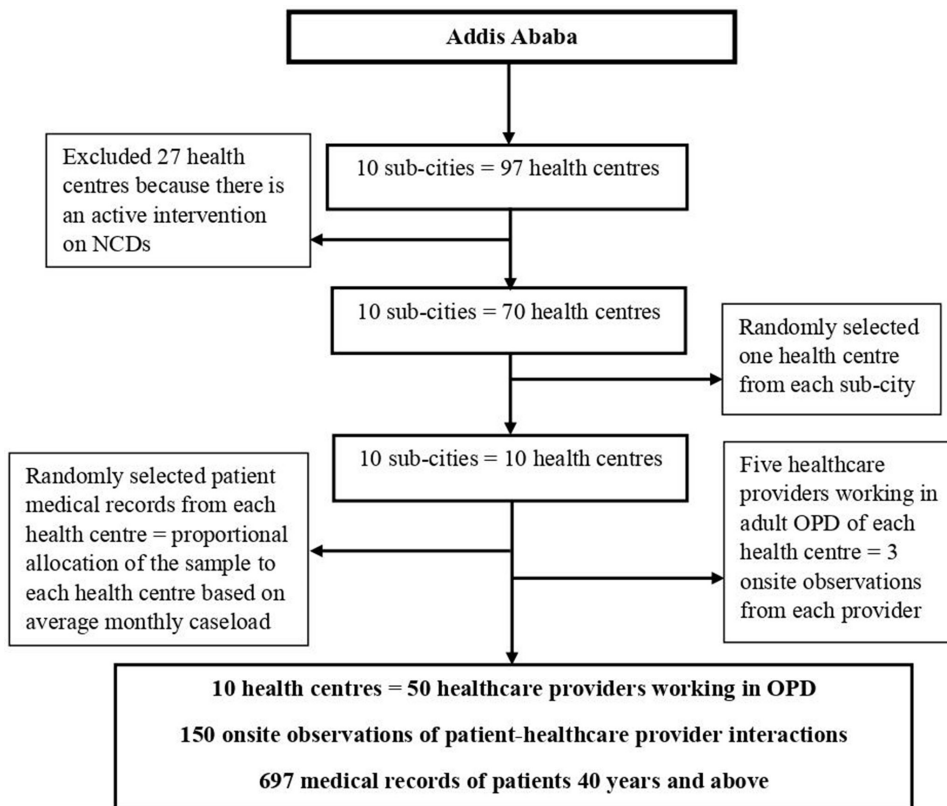 Addis Ababa
Excluded 27 health
centres because there is
an active intervention
on NCDs
10 sub-cities = 97 health centres
10 sub-cities = 70 health centres
Randomly selected
one health centre
from each sub-city
10 sub-cities = 10 health centres
Randomly selected patient
medical records from each
health centre = proportional
allocation of the sample to
each health centre based on
average monthly caseload
Five healthcare
providers working in
adult OPD of each
health centre = 3
onsite observations
from each provider
10 health centres = 50 healthcare providers working in OPD
150 onsite observations of patient-healthcare provider interactions
697 medical records of patients 40 years and above